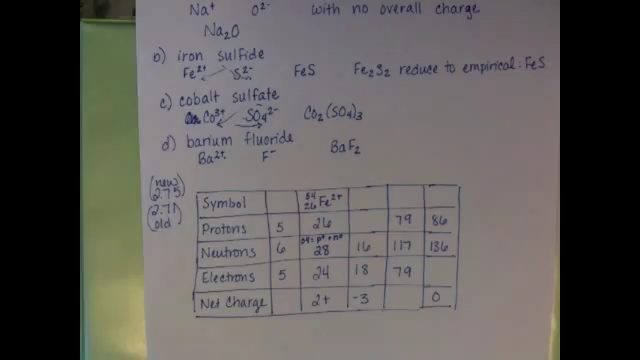 Na⁺ O²⁻ with no overall charge
Na₂O
b) iron sulfide
Fe²⁺ S²⁻ FeS Fe₂S₂ reduce to empirical: FeS
c) cobalt sulfate
Co³⁺ SO₄²⁻ Co₂(SO₄)₃
d) barium fluoride
Ba²⁺ F⁻ BaF₂
(new) 2.75
2.71 (old)
Symbol ⁵⁴₂₆Fe²⁺
Protons 5 26 79 86
54 = p⁺ + n°
Neutrons 6 28 16 117 136
Electrons 5 24 18 79
Net Charge 2+ -3 0